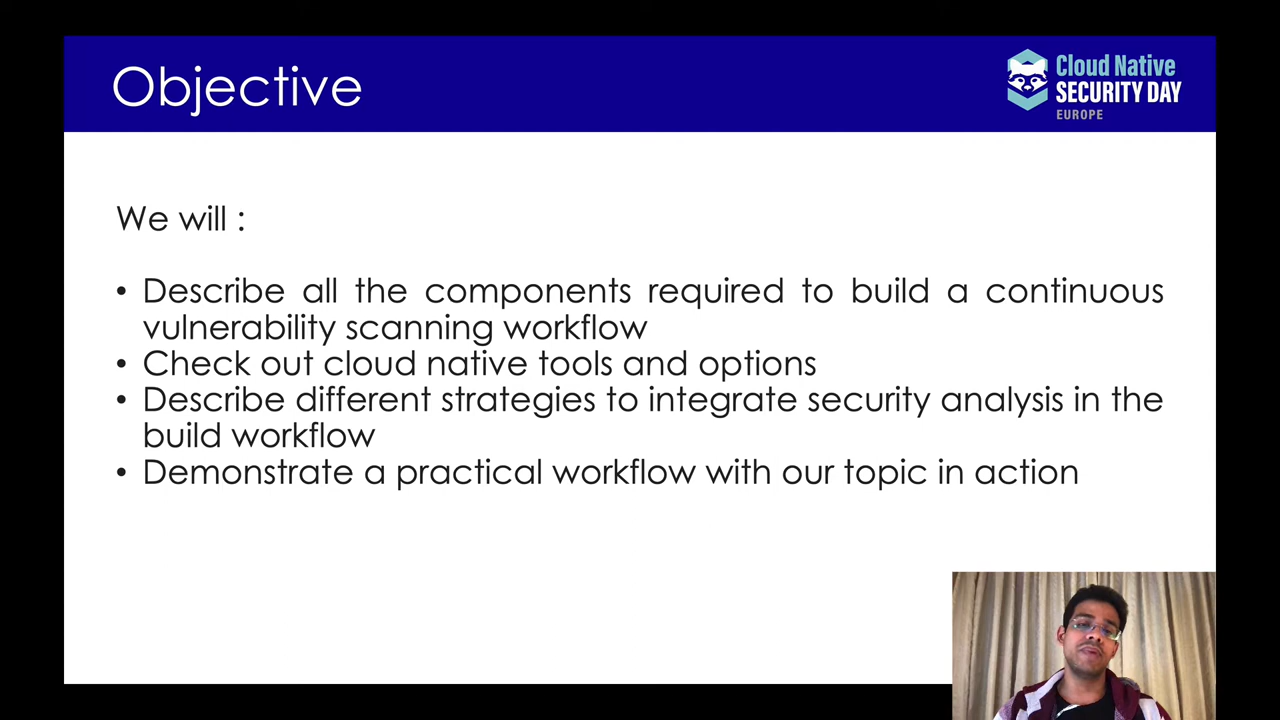 Objective
Cloud Native
SECURITY DAY
EUROPE
We will :
• Describe all the components required to build a continuous
vulnerability scanning workflow
• Check out cloud native tools and options
• Describe different strategies to integrate security analysis in the
build workflow
• Demonstrate a practical workflow with our topic in action